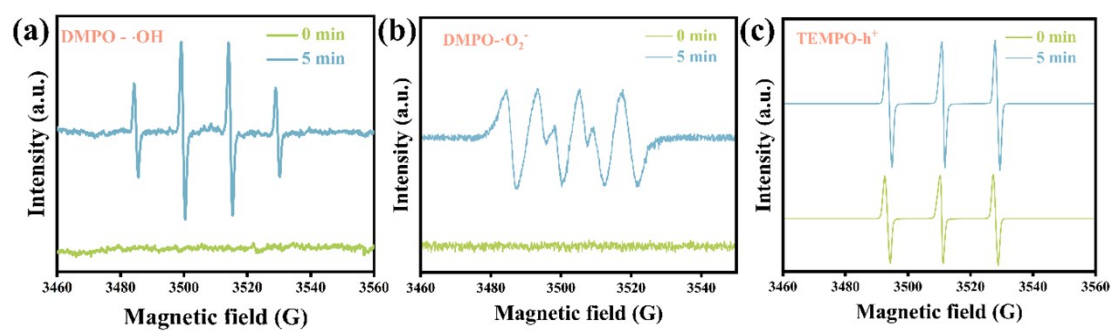 (a)
DMPO - ·OH
0 min
5 min
Intensity (a.u.)
3460 3480 3500 3520 3540 3560
Magnetic field (G)
(b)
DMPO-·O₂⁻
0 min
5 min
Intensity (a.u.)
3460 3480 3500 3520 3540
Magnetic field (G)
(c)
TEMPO-h⁺
0 min
5 min
Intensity (a.u.)
3460 3480 3500 3520 3540 3560
Magnetic field (G)